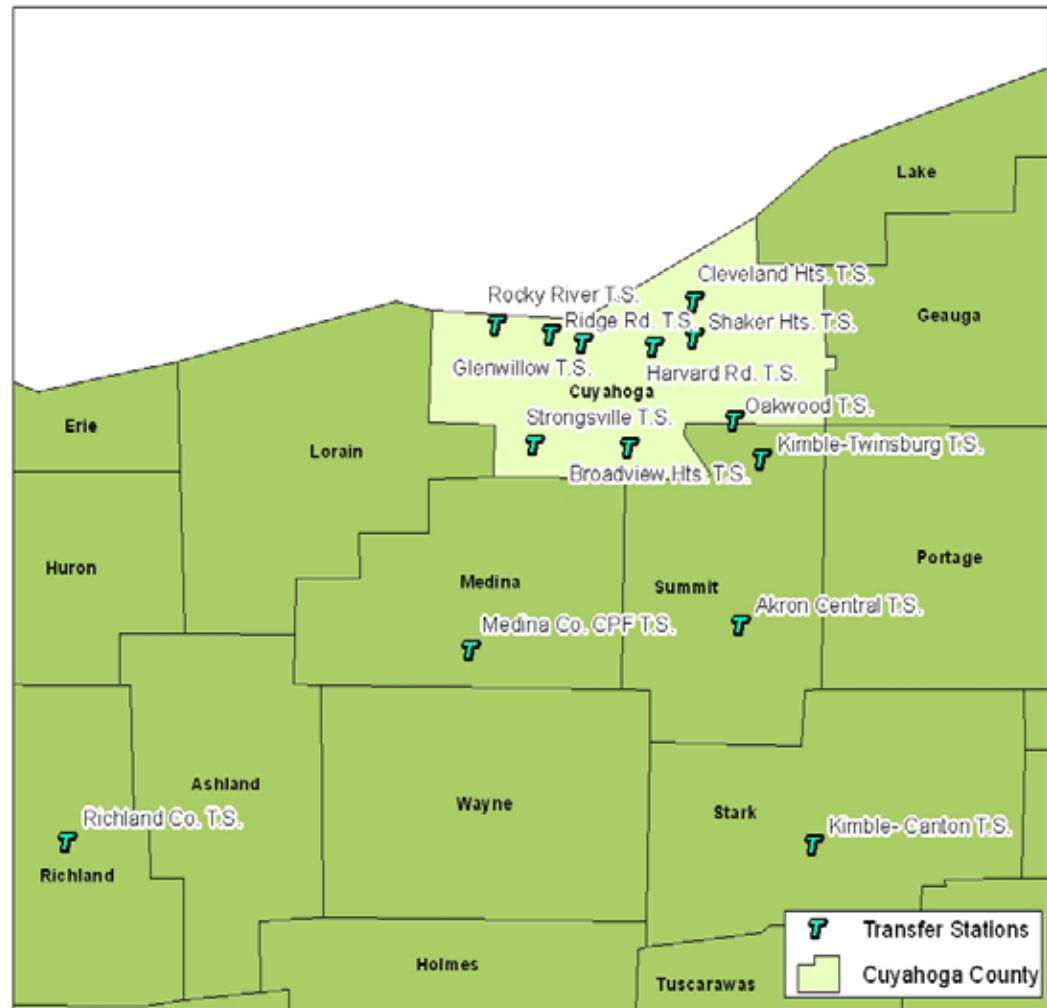 Lake
Cleveland Hts. T.S.
Rocky River T.S.
Geauga
Ridge Rd. T.S.
Shaker Hts. T.S.
Glenwillow T.S.
Harvard Rd. T.S.
Cuyahoga
Oakwood T.S.
Strongsville T.S.
Erie
Kimble-Twinsburg T.S.
Lorain
Broadview Hts. T.S.
Huron
Portage
Medina
Summit
Akron Central T.S.
Medina Co. CPF T.S.
Ashland
Wayne
Stark
Richland Co. T.S.
Kimble- Canton T.S.
Richland
Transfer Stations
Holmes
Cuyahoga County
Tuscarawas